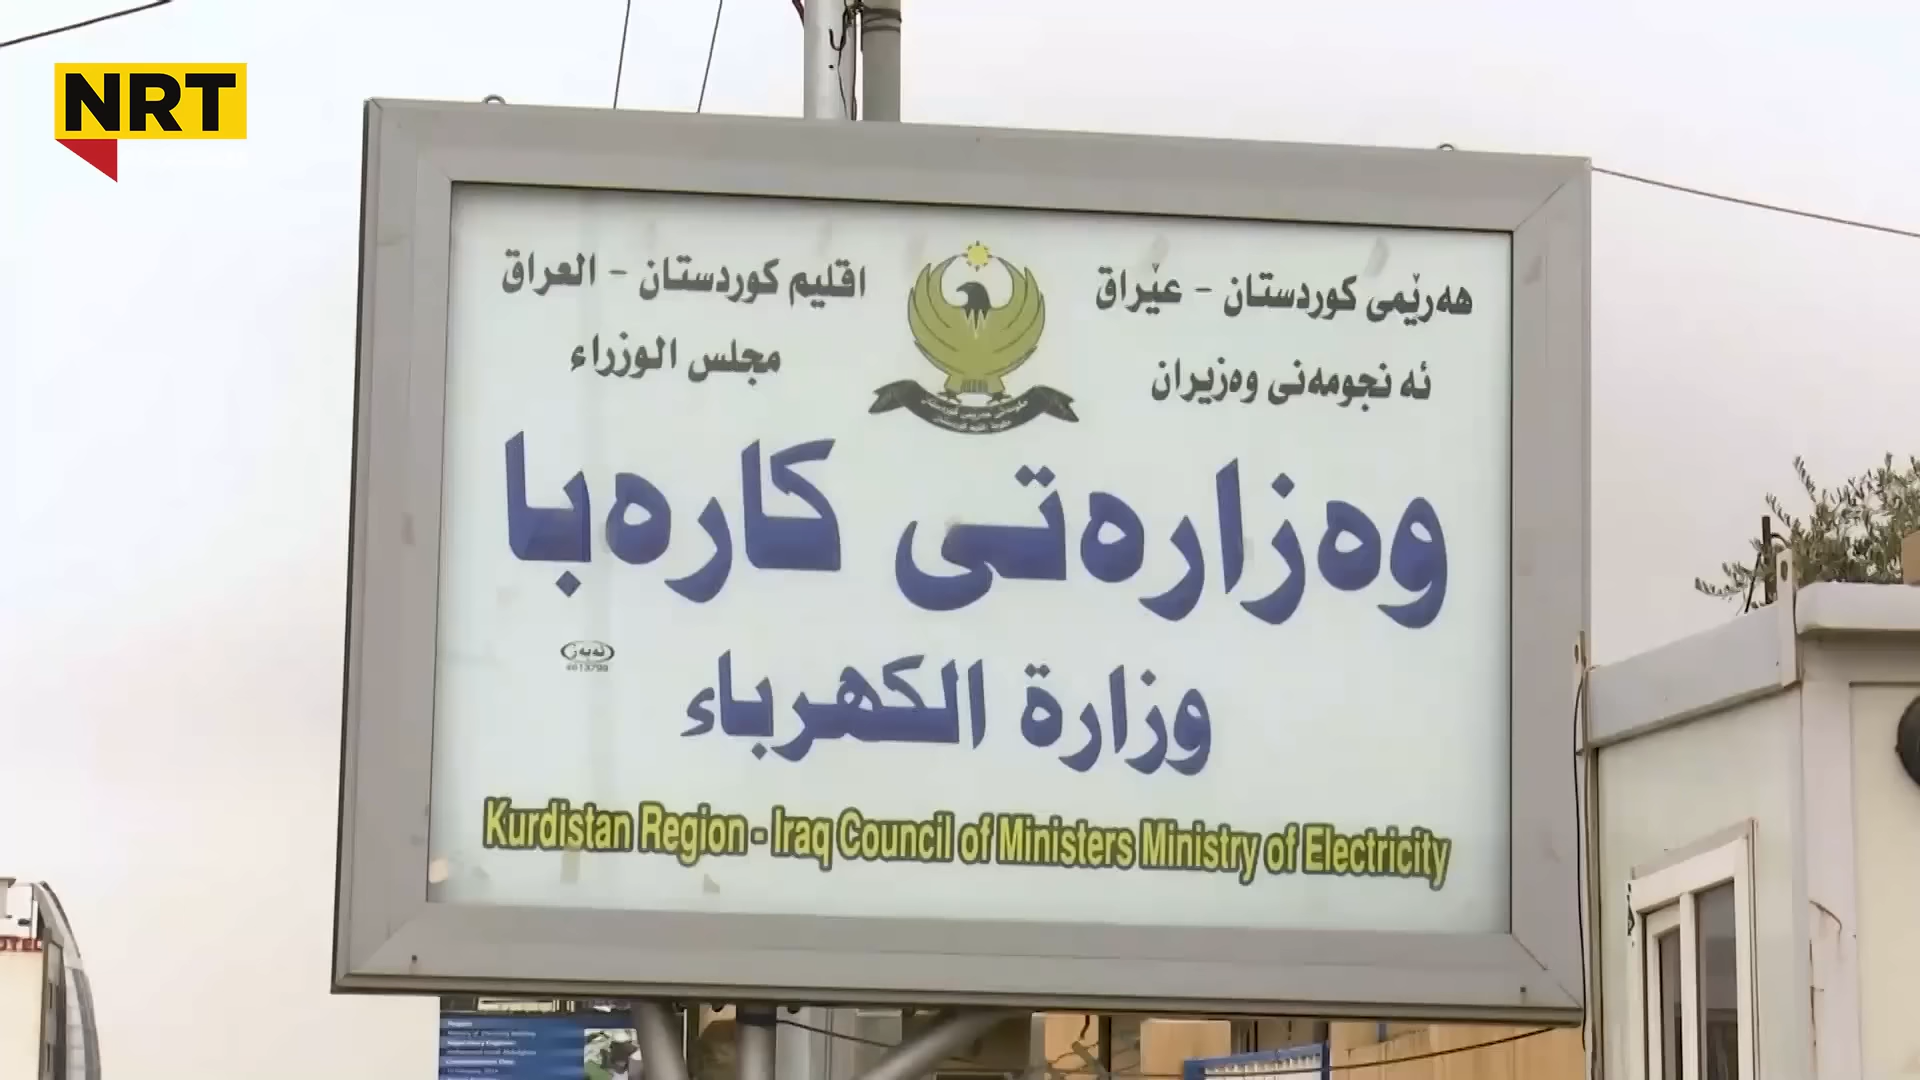 NRT
هەرێمی کوردستان - عێراق
ئە نجومەنی وەزیران
اقليم كوردستان - العراق
مجلس الوزراء
وەزارەتی کارەبا
وزارة الكهرباء
Kurdistan Region - Iraq Council of Ministers Ministry of Electricity